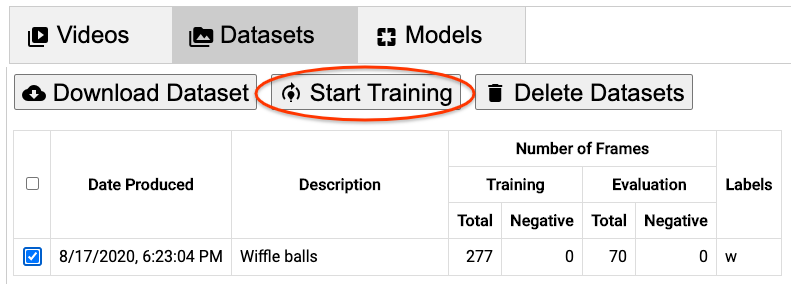 Videos Datasets Models
Download Dataset Start Training Delete Datasets
Number of Frames
Date Produced Description Training Evaluation Labels
Total Negative Total Negative
8/17/2020, 6:23:04 PM Wiffle balls 277 0 70 0 w